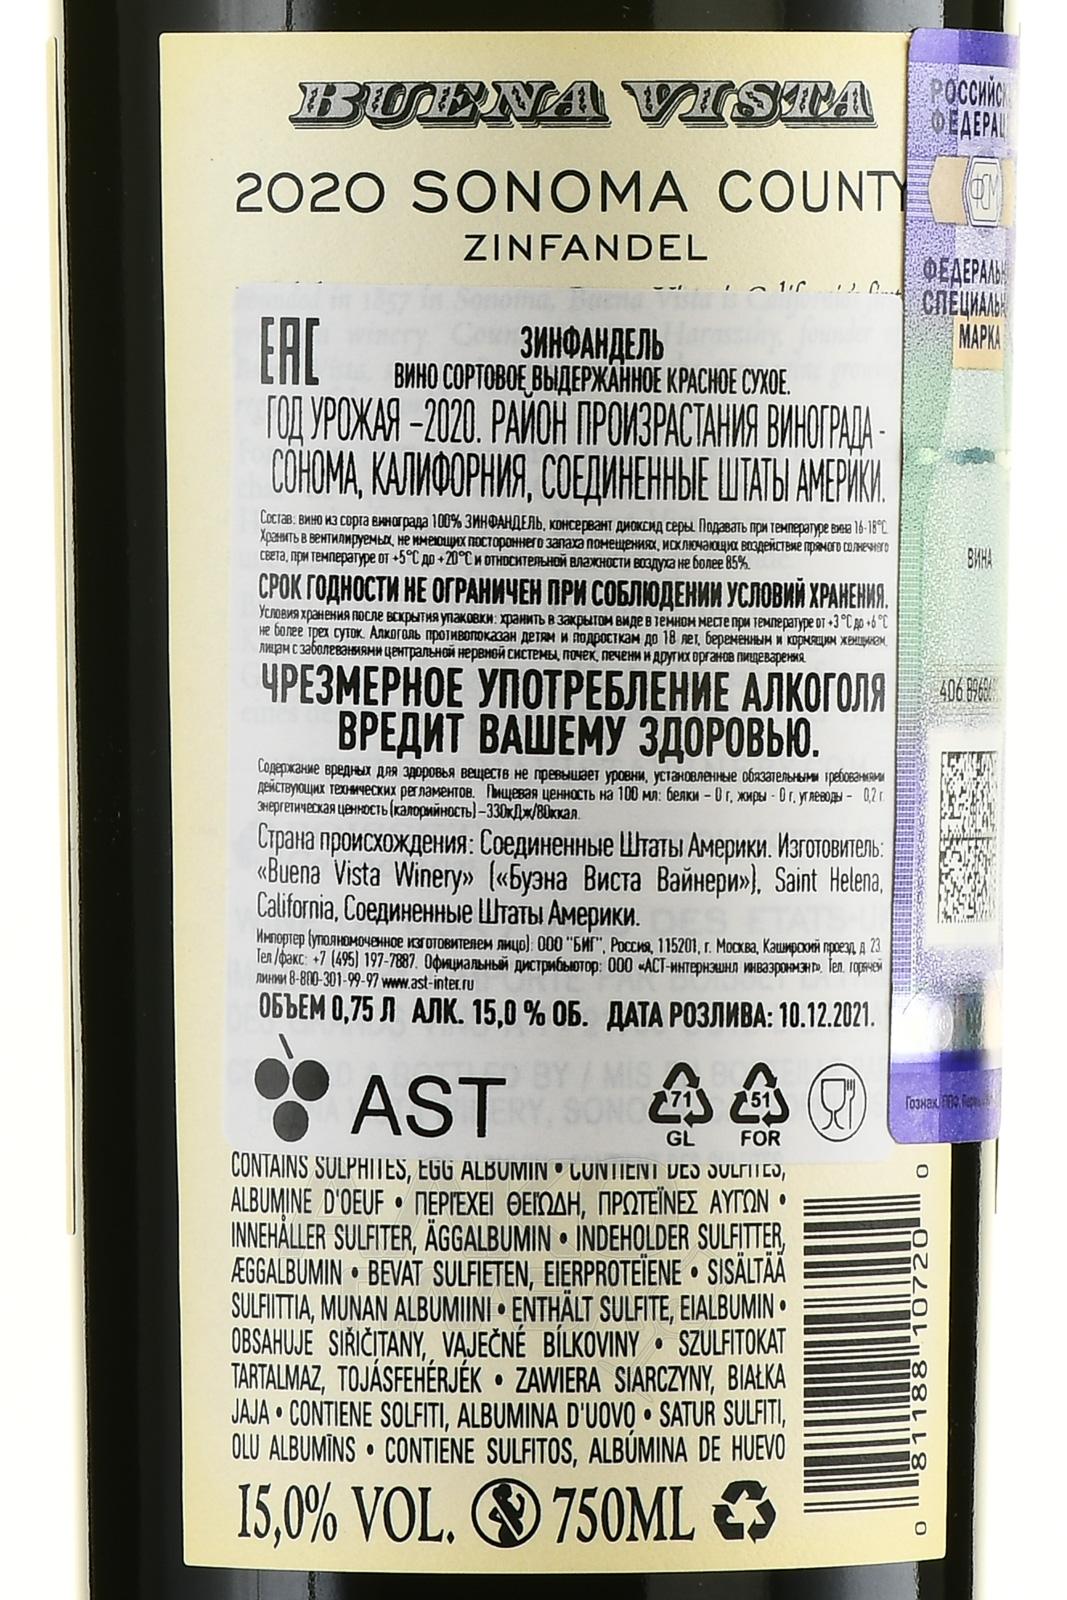 BUENA VISTA
2020 SONOMA COUNTY
ZINFANDEL
EAC
ЗИНФАНДЕЛЬ
ВИНО СОРТОВОЕ ВЫДЕРЖАННОЕ КРАСНОЕ СУХОЕ.
ГОД УРОЖАЯ –2020. РАЙОН ПРОИЗРАСТАНИЯ ВИНОГРАДА -
СОНОМА, КАЛИФОРНИЯ, СОЕДИНЕННЫЕ ШТАТЫ АМЕРИКИ.
Состав: вино из сорта винограда 100% ЗИНФАНДЕЛЬ, консервант диоксид серы. Подавать при температуре вина 16-18°С.
Хранить в вентилируемых, не имеющих постороннего запаха помещениях, исключающих воздействие прямого солнечного
света, при температуре от +5°С до +20°С и относительной влажности воздуха не более 85%.
СРОК ГОДНОСТИ НЕ ОГРАНИЧЕН ПРИ СОБЛЮДЕНИИ УСЛОВИЙ ХРАНЕНИЯ.
Условия хранения после вскрытия упаковки: хранить в закрытом виде в темном месте при температуре от +3°С до +6°С
не более трех суток. Алкоголь противопоказан детям и подросткам до 18 лет, беременным и кормящим женщинам,
лицам с заболеваниями центральной нервной системы, почек, печени и других органов пищеварения.
ЧРЕЗМЕРНОЕ УПОТРЕБЛЕНИЕ АЛКОГОЛЯ
ВРЕДИТ ВАШЕМУ ЗДОРОВЬЮ.
Содержание вредных для здоровья веществ не превышает уровни, установленные обязательными требованиями
действующих технических регламентов. Пищевая ценность на 100 мл: белки – 0 г, жиры - 0 г, углеводы – 0,2 г.
энергетическая ценность (калорийность) –330кДж/80ккал.
Страна происхождения: Соединенные Штаты Америки. Изготовитель:
«Buena Vista Winery» («Буэна Виста Вайнери»), Saint Helena,
California, Соединенные Штаты Америки.
Импортер (уполномоченное изготовителем лицо): ООО "БИГ", Россия, 115201, г. Москва, Каширский проезд, д. 23.
Тел/факс: +7 (495) 197-7887. Официальный дистрибьютор: ООО «АСТ-интернэшнл инваэронмэнт». Тел. горячей
линии 8-800-301-99-97 www.ast-inter.ru
ОБЪЕМ 0,75 Л АЛК. 15,0 % ОБ. ДАТА РОЗЛИВА: 10.12.2021.
AST
71
GL
51
FOR
CONTAINS SULPHITES, EGG ALBUMIN • CONTIENT DES SULFITES,
ALBUMINE D'OEUF • ΠΕΡΙΈΧΕΙ ΘΕΙΏΔΗ, ΠΡΩΤΕΪΝΕΣ ΑΥΓΏΝ •
INNEHÅLLER SULFITER, ÄGGALBUMIN • INDEHOLDER SULFITTER,
ÆGGALBUMIN • BEVAT SULFIETEN, EIERPROTEÏENE • SISÄLTÄÄ
SULFIITTIA, MUNAN ALBUMIINI • ENTHÄLT SULFITE, EIALBUMIN •
OBSAHUJE SIŘIČITANY, VAJEČNÉ BÍLKOVINY • SZULFITOKAT
TARTALMAZ, TOJÁSFEHÉRJÉK • ZAWIERA SIARCZYNY, BIAŁKA
JAJA • CONTIENE SOLFITI, ALBUMINA D'UOVO • SATUR SULFITI,
OLU ALBUMĪNS • CONTIENE SULFITOS, ALBÚMINA DE HUEVO
15,0% VOL. 750ML
0 81188 10720 0
ФСМ
ФЕДЕРАЛЬ
СПЕЦИАЛЬ
МАРКА
ВИНА
406